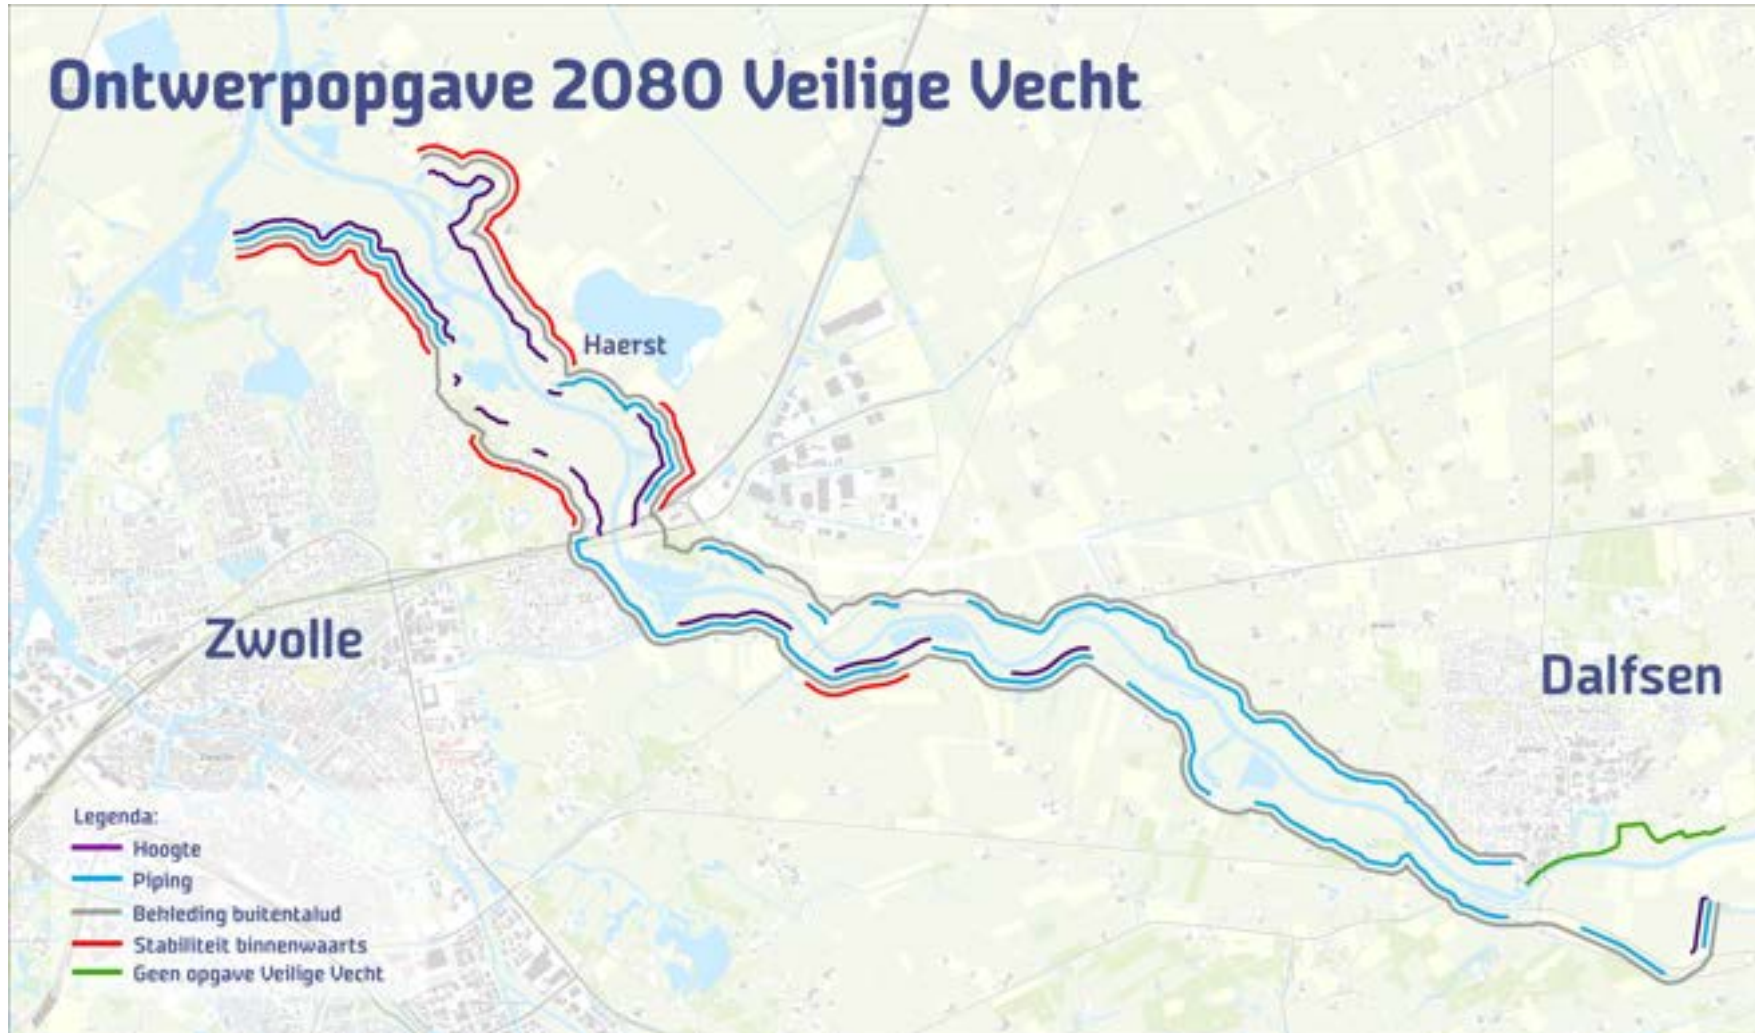 Ontwerpopgave 2080 Veilige Vecht
Haerst
Zwolle
Dalfsen
Legenda:
Hoogte
Piping
Bekleding buitentalud
Stabiliteit binnenwaarts
Geen opgave Veilige Vecht